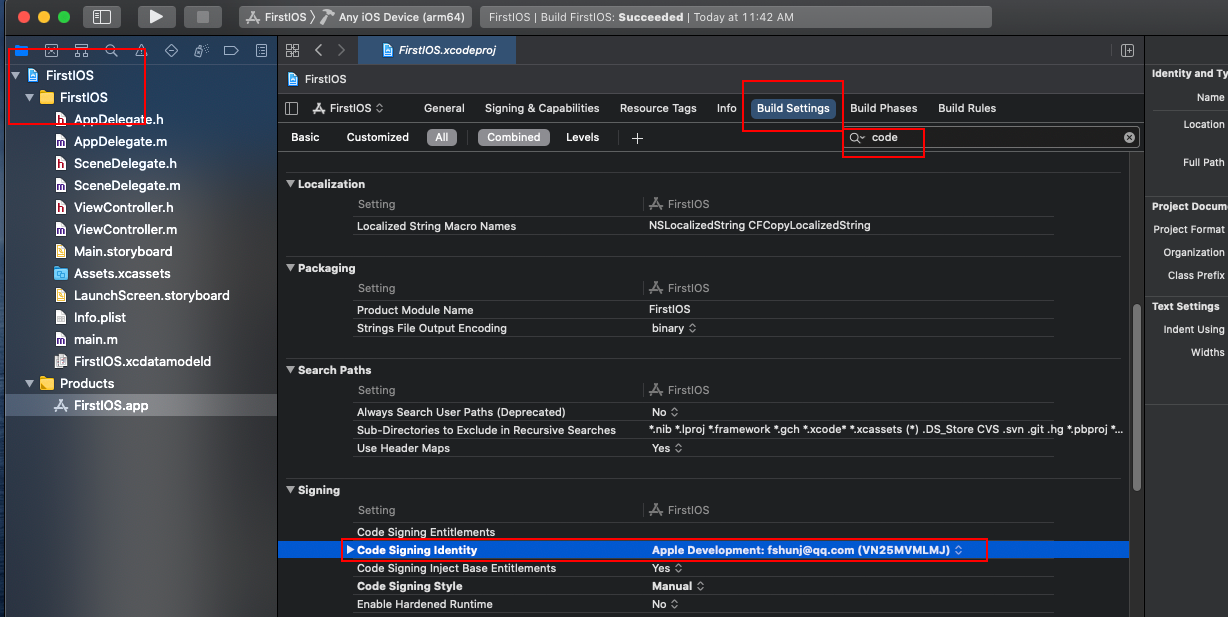 FirstIOS 〉 Any iOS Device (arm64)
FirstIOS | Build FirstIOS: Succeeded | Today at 11:42 AM
FirstIOS
FirstIOS
AppDelegate.h
AppDelegate.m
SceneDelegate.h
SceneDelegate.m
ViewController.h
ViewController.m
Main.storyboard
Assets.xcassets
LaunchScreen.storyboard
Info.plist
main.m
FirstIOS.xcdatamodeld
Products
FirstIOS.app
FirstIOS.xcodeproj
FirstIOS
FirstIOS General Signing & Capabilities Resource Tags Info Build Settings Build Phases Build Rules
Basic Customized All Combined Levels + code
Localization
Setting FirstIOS
Localized String Macro Names NSLocalizedString CFCopyLocalizedString
Packaging
Setting FirstIOS
Product Module Name FirstIOS
Strings File Output Encoding binary
Search Paths
Setting FirstIOS
Always Search User Paths (Deprecated) No
Sub-Directories to Exclude in Recursive Searches *.nib *.lproj *.framework *.gch *.xcode* *.xcassets (*) .DS_Store CVS .svn .git .hg *.pbproj *...
Use Header Maps Yes
Signing
Setting FirstIOS
Code Signing Entitlements
Code Signing Identity Apple Development: fshunj@qq.com (VN25MVMLMJ)
Code Signing Inject Base Entitlements Yes
Code Signing Style Manual
Enable Hardened Runtime No
Identity and Ty
Name
Location
Full Path
Project Docum
Project Format
Organization
Class Prefix
Text Settings
Indent Using
Widths